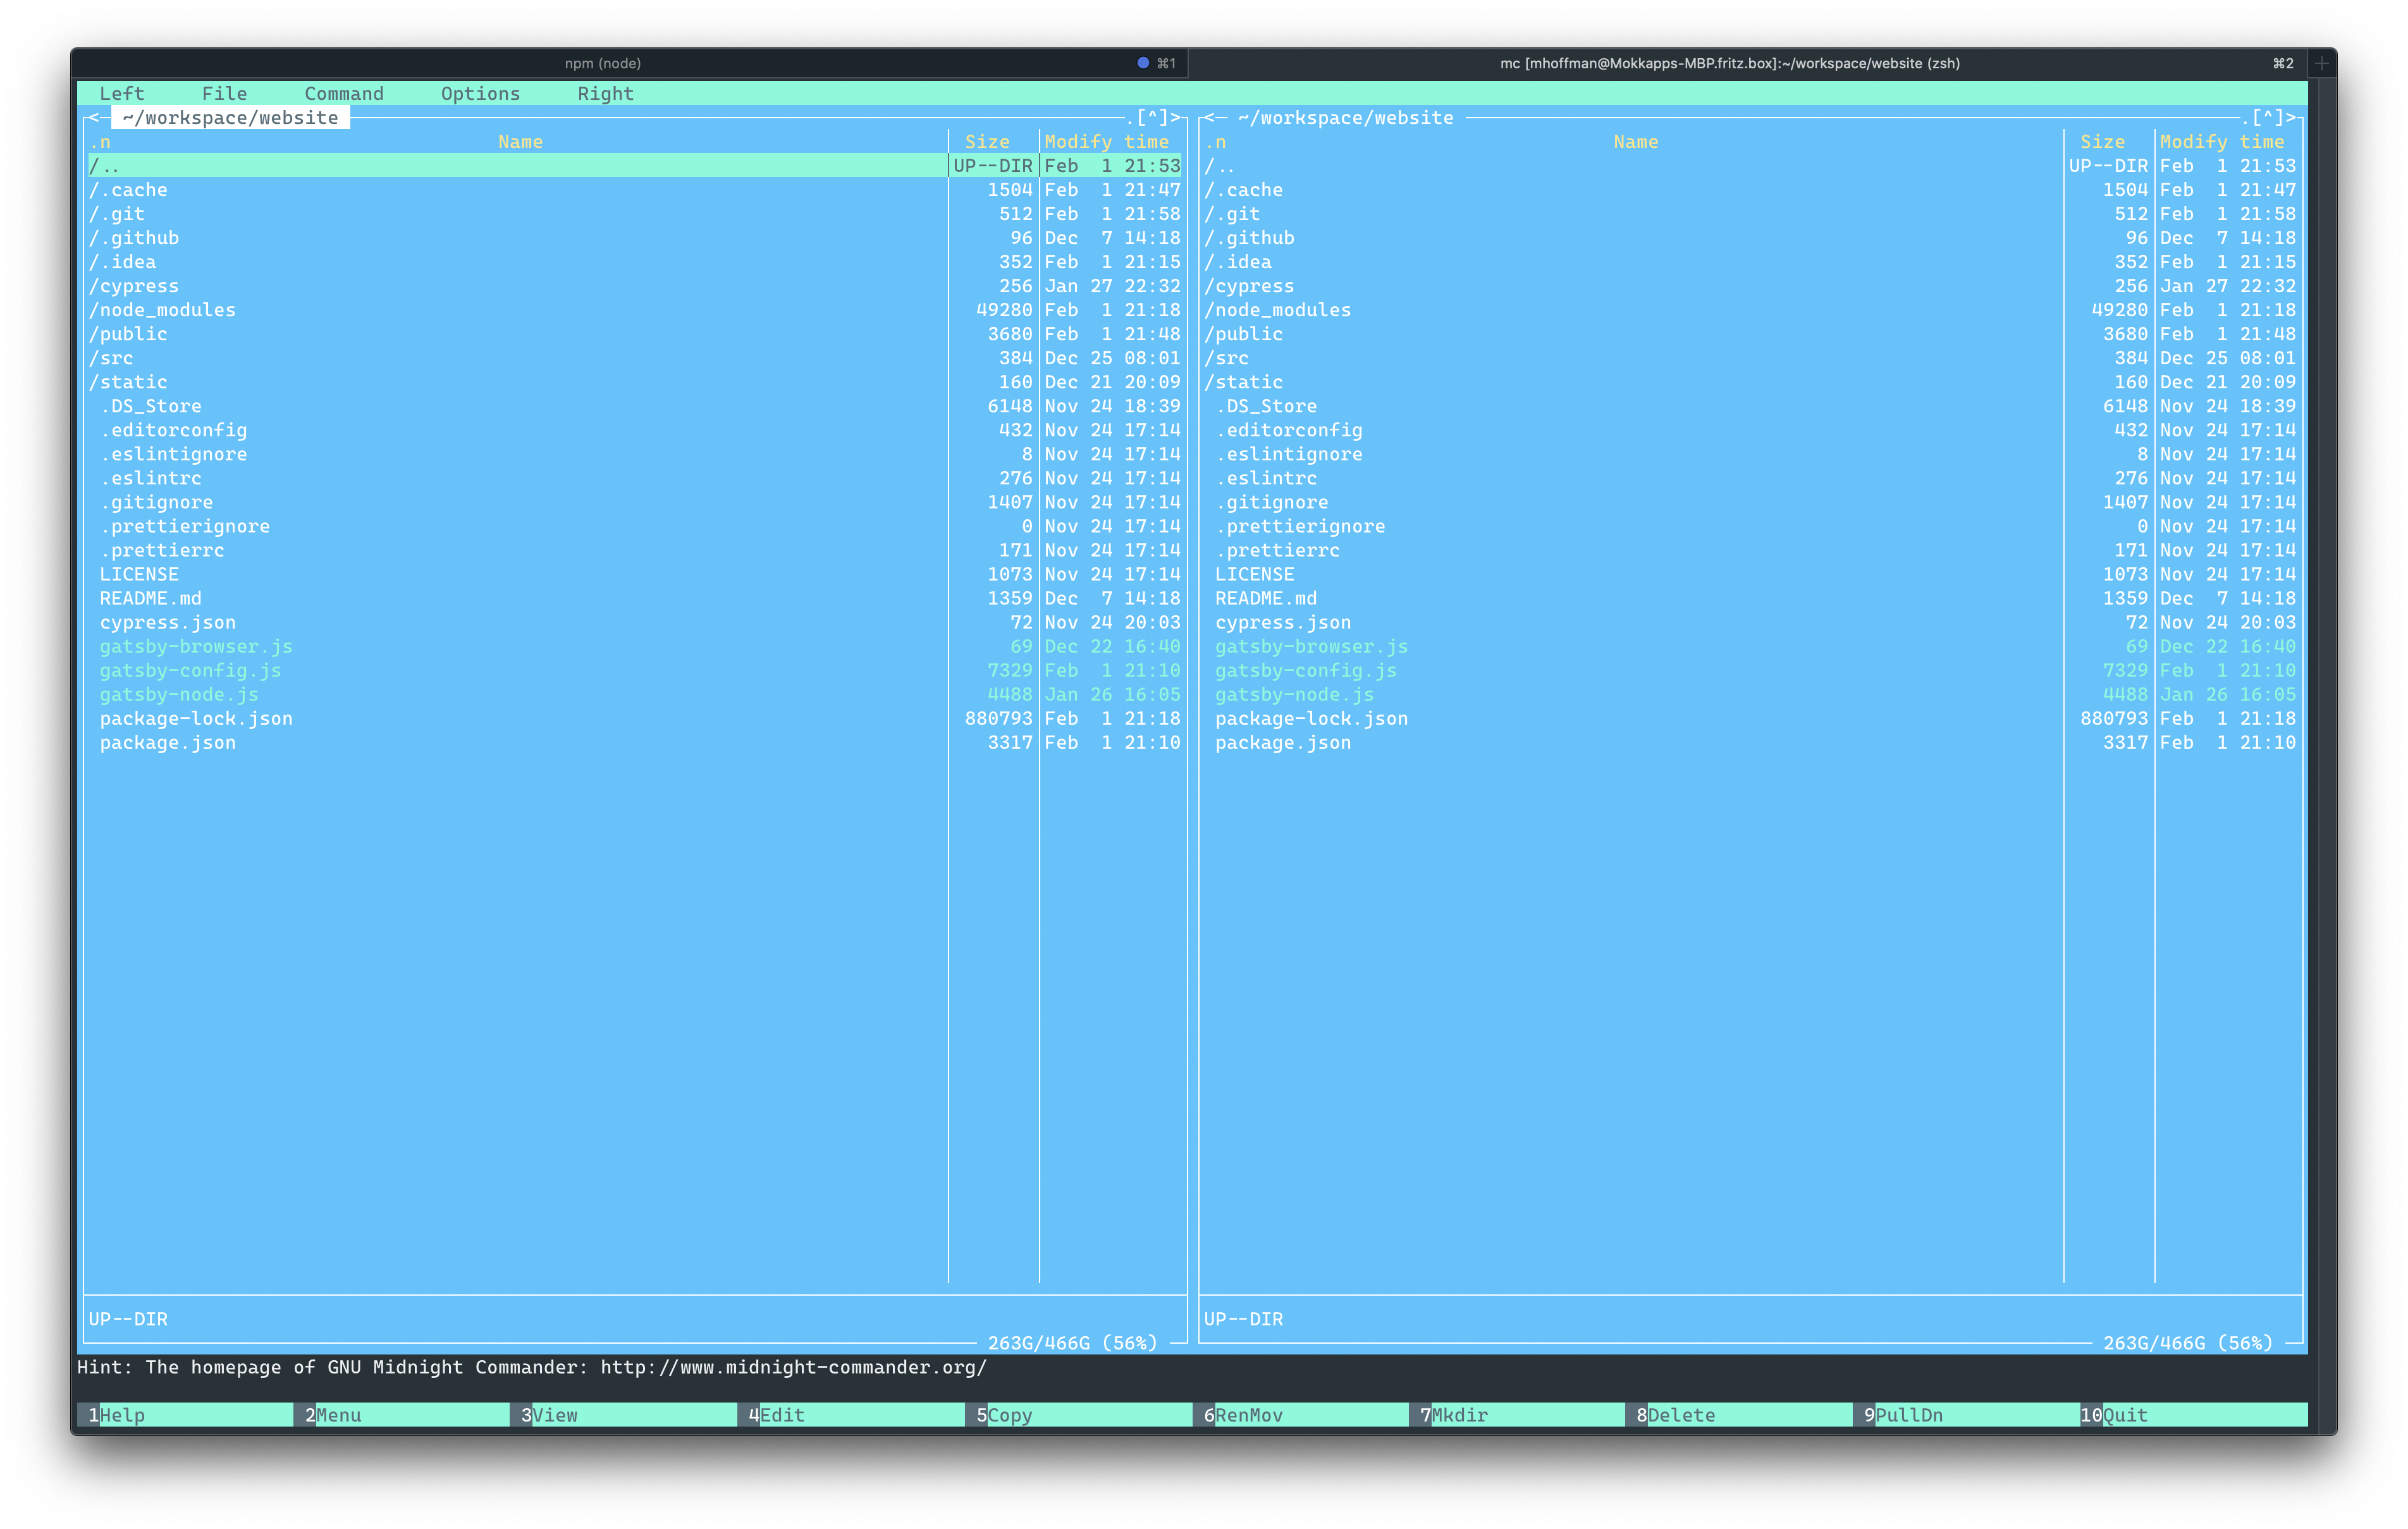 npm (node) ⌘1 mc [mhoffman@Mokkapps-MBP.fritz.box]:~/workspace/website (zsh) ⌘2 +
Left File Command Options Right
<─ ~/workspace/website .[^]> <─ ~/workspace/website .[^]>
.n Name Size Modify time .n Name Size Modify time
/.. UP--DIR Feb 1 21:53 /.. UP--DIR Feb 1 21:53
/.cache 1504 Feb 1 21:47 /.cache 1504 Feb 1 21:47
/.git 512 Feb 1 21:58 /.git 512 Feb 1 21:58
/.github 96 Dec 7 14:18 /.github 96 Dec 7 14:18
/.idea 352 Feb 1 21:15 /.idea 352 Feb 1 21:15
/cypress 256 Jan 27 22:32 /cypress 256 Jan 27 22:32
/node_modules 49280 Feb 1 21:18 /node_modules 49280 Feb 1 21:18
/public 3680 Feb 1 21:48 /public 3680 Feb 1 21:48
/src 384 Dec 25 08:01 /src 384 Dec 25 08:01
/static 160 Dec 21 20:09 /static 160 Dec 21 20:09
.DS_Store 6148 Nov 24 18:39 .DS_Store 6148 Nov 24 18:39
.editorconfig 432 Nov 24 17:14 .editorconfig 432 Nov 24 17:14
.eslintignore 8 Nov 24 17:14 .eslintignore 8 Nov 24 17:14
.eslintrc 276 Nov 24 17:14 .eslintrc 276 Nov 24 17:14
.gitignore 1407 Nov 24 17:14 .gitignore 1407 Nov 24 17:14
.prettierignore 0 Nov 24 17:14 .prettierignore 0 Nov 24 17:14
.prettierrc 171 Nov 24 17:14 .prettierrc 171 Nov 24 17:14
LICENSE 1073 Nov 24 17:14 LICENSE 1073 Nov 24 17:14
README.md 1359 Dec 7 14:18 README.md 1359 Dec 7 14:18
cypress.json 72 Nov 24 20:03 cypress.json 72 Nov 24 20:03
gatsby-browser.js 69 Dec 22 16:40 gatsby-browser.js 69 Dec 22 16:40
gatsby-config.js 7329 Feb 1 21:10 gatsby-config.js 7329 Feb 1 21:10
gatsby-node.js 4488 Jan 26 16:05 gatsby-node.js 4488 Jan 26 16:05
package-lock.json 880793 Feb 1 21:18 package-lock.json 880793 Feb 1 21:18
package.json 3317 Feb 1 21:10 package.json 3317 Feb 1 21:10
UP--DIR UP--DIR
263G/466G (56%) 263G/466G (56%)
Hint: The homepage of GNU Midnight Commander: http://www.midnight-commander.org/
1Help 2Menu 3View 4Edit 5Copy 6RenMov 7Mkdir 8Delete 9PullDn 10Quit